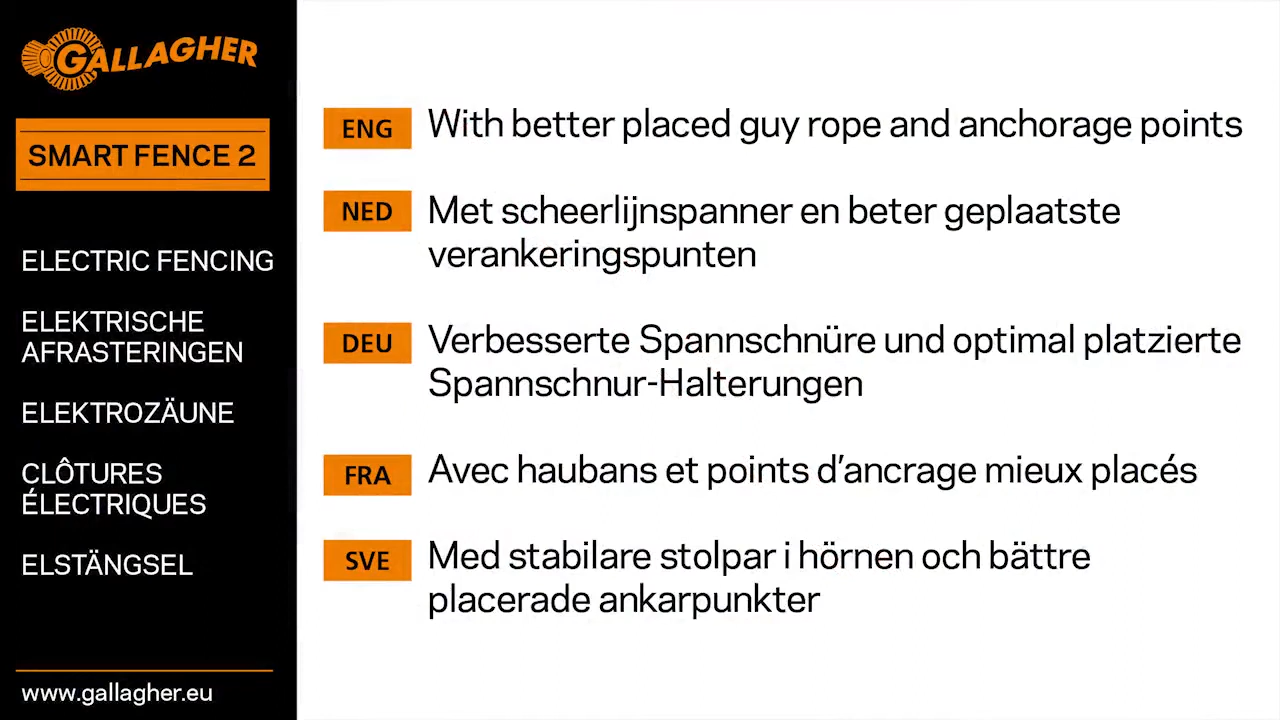 GALLAGHER
SMART FENCE 2
ELECTRIC FENCING
ELEKTRISCHE
AFRASTERINGEN
ELEKTROZÄUNE
CLÔTURES
ÉLECTRIQUES
ELSTÄNGSEL
www.gallagher.eu
ENG With better placed guy rope and anchorage points
NED Met scheerlijnspanner en beter geplaatste
verankeringspunten
DEU Verbesserte Spannschnüre und optimal platzierte
Spannschnur-Halterungen
FRA Avec haubans et points d’ancrage mieux placés
SVE Med stabilare stolpar i hörnen och bättre
placerade ankarpunkter